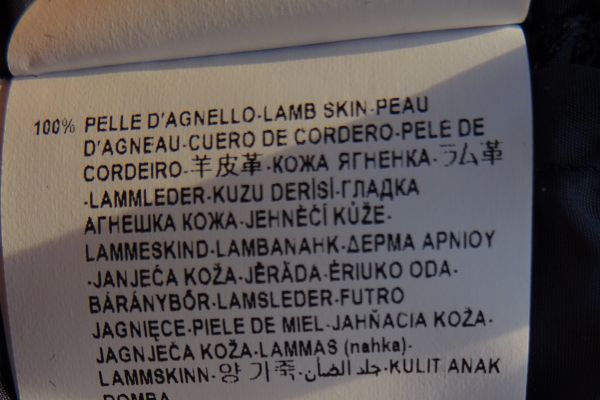 100% PELLE D'AGNELLO-LAMB SKIN-PEAU
D'AGNEAU-CUERO DE CORDERO-PELE DE
CORDEIRO-羊皮革-КОЖА ЯГНЕНКА-ラム革
-LAMMLEDER-KUZU DERİSİ-ГЛАДКА
АГНЕШКА КОЖА-JEHNĚČÍ KŮŽE-
LAMMESKIND-LAMBANAHK-ΔΕΡΜΑ ΑΡΝΙΟΥ
-JANJEĆA KOŽA-JĒRĀDA-ĖRIUKO ODA-
BÁRÁNYBŐR-LAMSLEDER-FUTRO
JAGNIĘCE-PIELE DE MIEL-JAHŇACIA KOŽA-
JAGNJEČA KOŽA-LAMMAS (nahka)-
LAMMSKINN-양 가죽-جلد الضان-KULIT ANAK
DOMBA